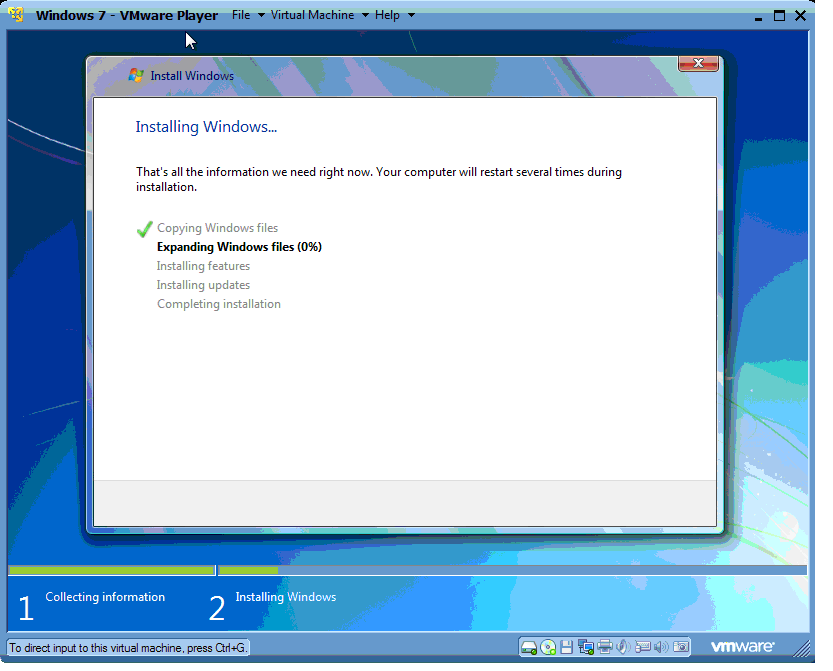 Windows 7 - VMware Player File Virtual Machine Help
Install Windows
Installing Windows...
That's all the information we need right now. Your computer will restart several times during
installation.
Copying Windows files
Expanding Windows files (0%)
Installing features
Installing updates
Completing installation
1 Collecting information 2 Installing Windows
To direct input to this virtual machine, press Ctrl+G.
vmware